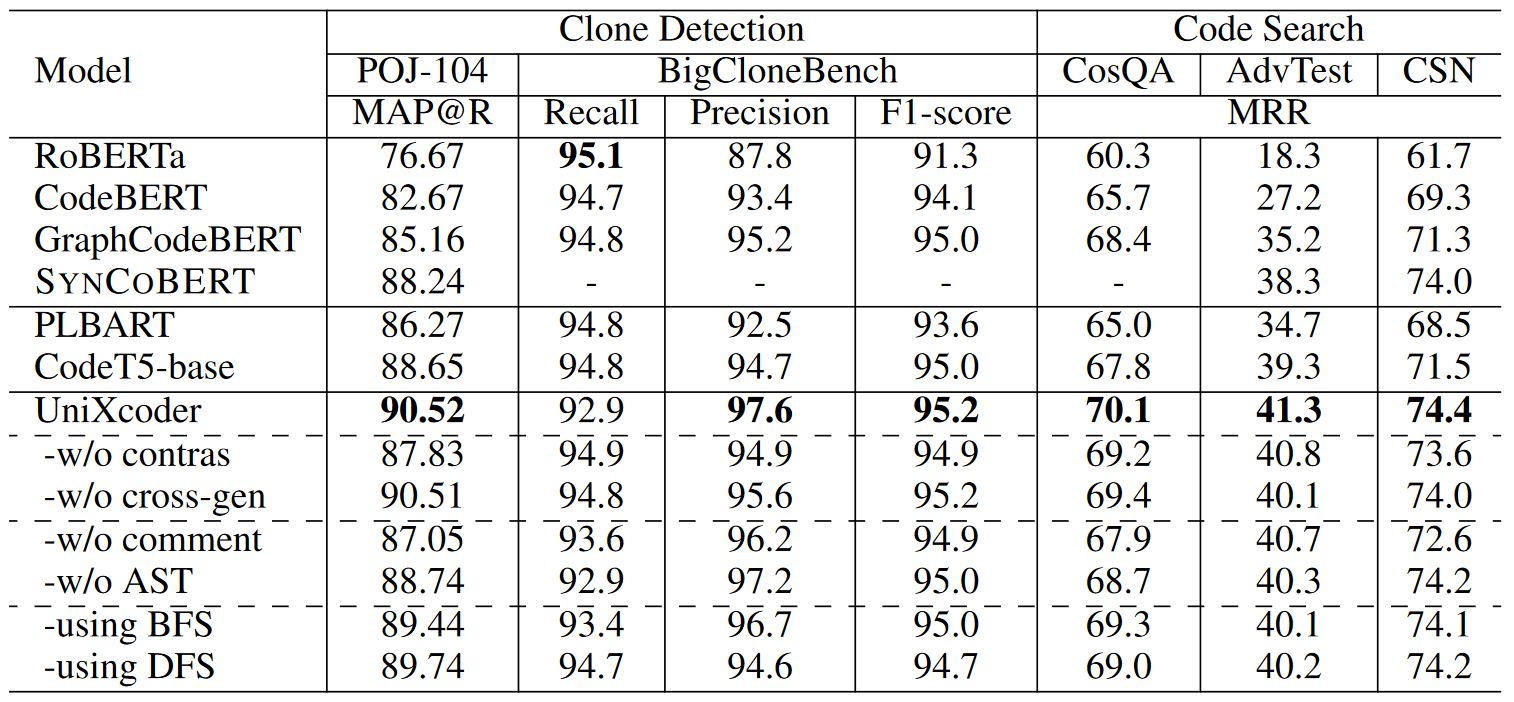 Clone Detection Code Search
Model POJ-104 BigCloneBench CosQA AdvTest CSN
MAP@R Recall Precision F1-score MRR
RoBERTa 76.67 95.1 87.8 91.3 60.3 18.3 61.7
CodeBERT 82.67 94.7 93.4 94.1 65.7 27.2 69.3
GraphCodeBERT 85.16 94.8 95.2 95.0 68.4 35.2 71.3
SYNCOBERT 88.24 - - - - 38.3 74.0
PLBART 86.27 94.8 92.5 93.6 65.0 34.7 68.5
CodeT5-base 88.65 94.8 94.7 95.0 67.8 39.3 71.5
UniXcoder 90.52 92.9 97.6 95.2 70.1 41.3 74.4
-w/o contras 87.83 94.9 94.9 94.9 69.2 40.8 73.6
-w/o cross-gen 90.51 94.8 95.6 95.2 69.4 40.1 74.0
-w/o comment 87.05 93.6 96.2 94.9 67.9 40.7 72.6
-w/o AST 88.74 92.9 97.2 95.0 68.7 40.3 74.2
-using BFS 89.44 93.4 96.7 95.0 69.3 40.1 74.1
-using DFS 89.74 94.7 94.6 94.7 69.0 40.2 74.2